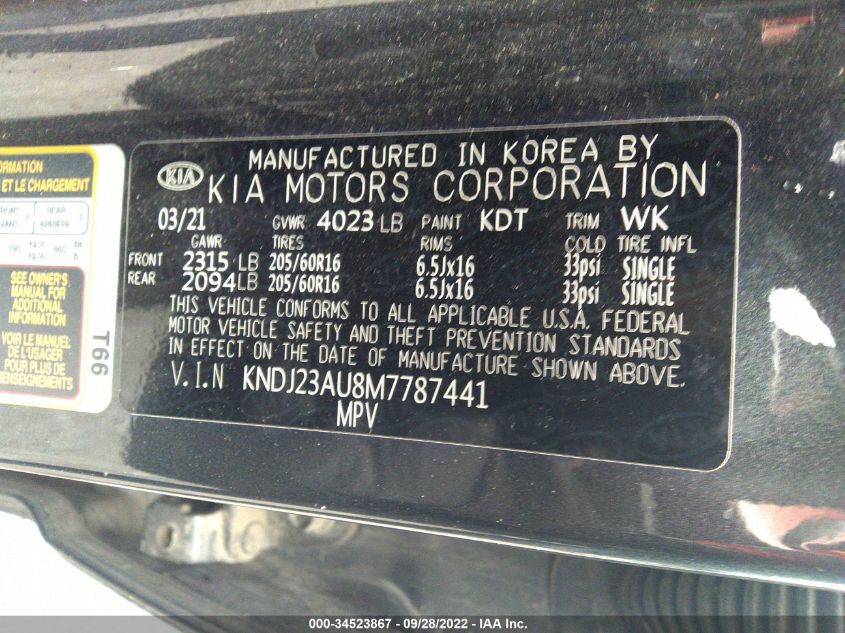 MANUFACTURED IN KOREA BY
KIA KIA MOTORS CORPORATION
03/21 GVWR 4023 LB PAINT KDT TRIM WK
GAWR TIRES RIMS COLD TIRE INFL
FRONT 2315 LB 205/60R16 6.5Jx16 33psi SINGLE
REAR 2094 LB 205/60R16 6.5Jx16 33psi SINGLE
THIS VEHICLE CONFORMS TO ALL APPLICABLE U.S.A. FEDERAL
MOTOR VEHICLE SAFETY AND THEFT PREVENTION STANDARDS
IN EFFECT ON THE DATE OF MANUFACTURE SHOWN ABOVE.
V.I.N KNDJ23AU8M7787441
MPV
ET LE CHARGEMENT
REAR
SEE OWNER'S
MANUAL FOR
ADDITIONAL
INFORMATION
VOIR LE MANUEL
DE L'USAGER
POUR PLUS DE
RENSEIGNEMENTS
T66
000-34523867 / 09/28/2022 / IAA Inc.